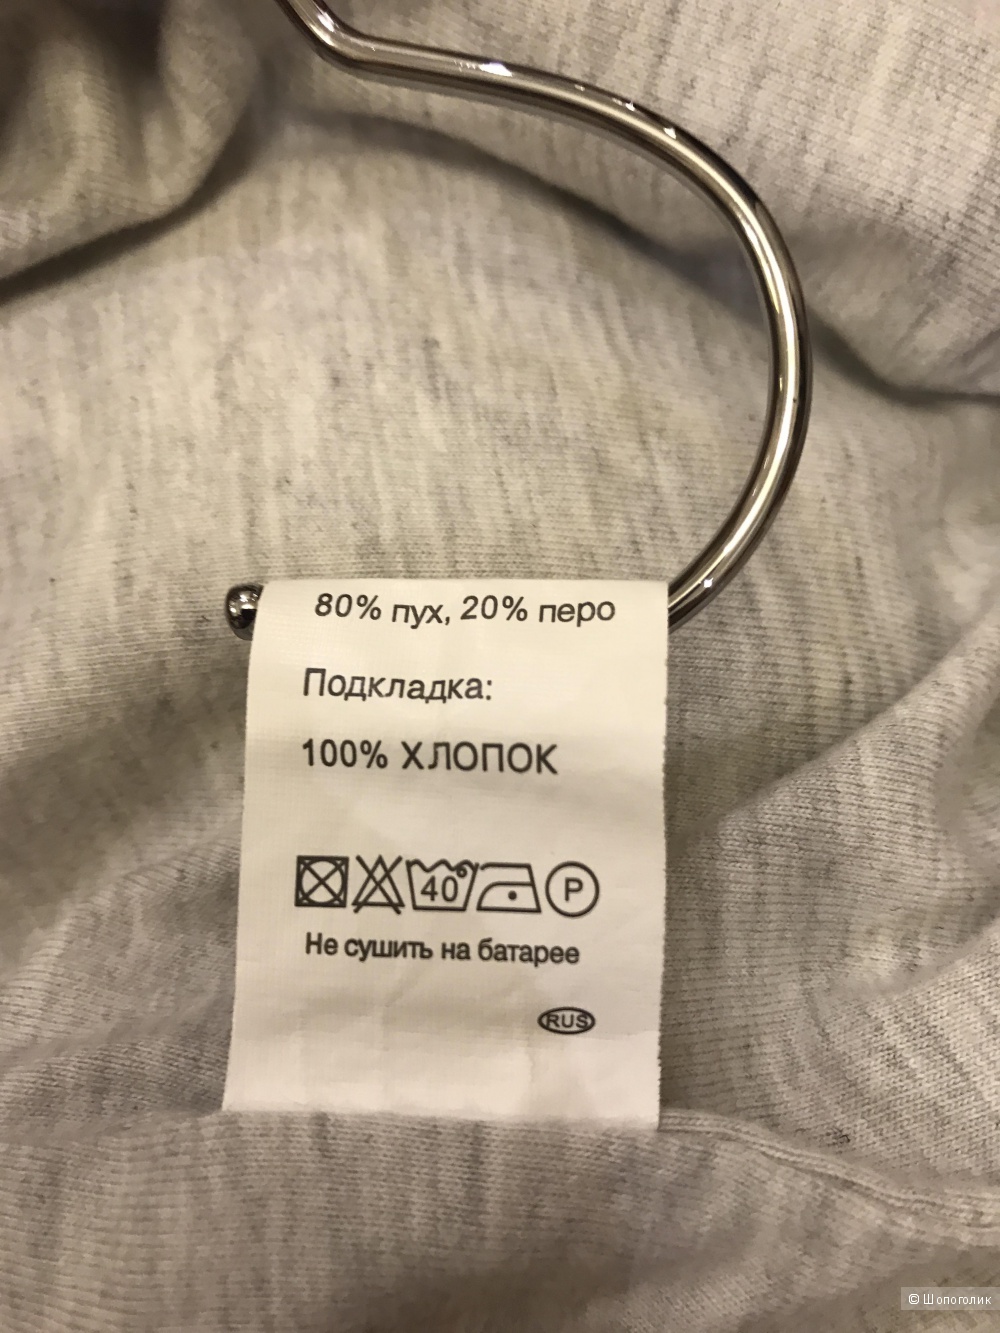 80% пух, 20% перо
Подкладка:
100% ХЛОПОК
40°
P
Не сушить на батарее
RUS
© Шопоголик